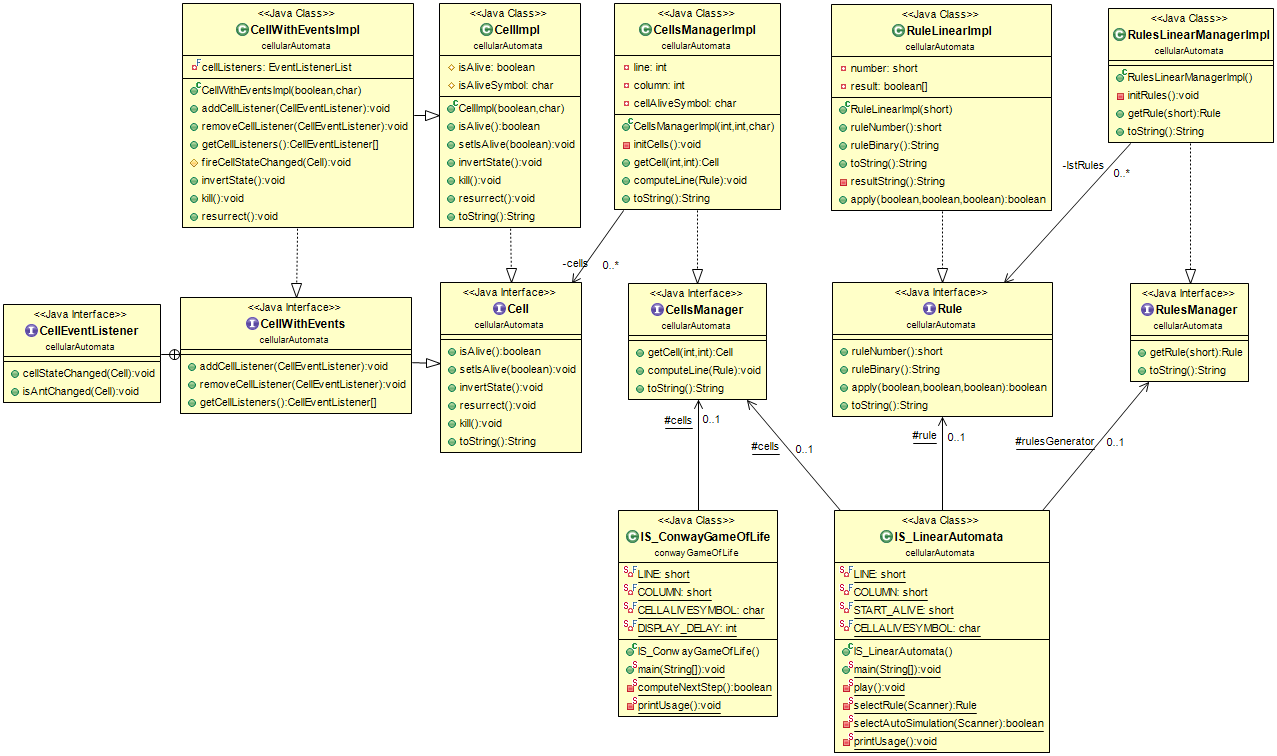 <<Java Class>>
CellWithEventsImpl
cellularAutomata
cellListeners: EventListenerList
CellWithEventsImpl(boolean,char)
addCellListener(CellEventListener):void
removeCellListener(CellEventListener):void
getCellListeners():CellEventListener[]
fireCellStateChanged(Cell):void
invertState():void
kill():void
resurrect():void
<<Java Class>>
CellImpl
cellularAutomata
isAlive: boolean
isAliveSymbol: char
CellImpl(boolean,char)
isAlive():boolean
setIsAlive(boolean):void
invertState():void
kill():void
resurrect():void
toString():String
<<Java Class>>
CellsManagerImpl
cellularAutomata
line: int
column: int
cellAliveSymbol: char
CellsManagerImpl(int,int,char)
initCells():void
getCell(int,int):Cell
computeLine(Rule):void
toString():String
<<Java Class>>
RuleLinearImpl
cellularAutomata
number: short
result: boolean[]
RuleLinearImpl(short)
ruleNumber():short
ruleBinary():String
toString():String
resultString():String
apply(boolean,boolean,boolean):boolean
<<Java Class>>
RulesLinearManagerImpl
cellularAutomata
RulesLinearManagerImpl()
initRules():void
getRule(short):Rule
toString():String
-lstRules
0..*
-cells
0..*
<<Java Interface>>
CellEventListener
cellularAutomata
cellStateChanged(Cell):void
isAntChanged(Cell):void
<<Java Interface>>
CellWithEvents
cellularAutomata
addCellListener(CellEventListener):void
removeCellListener(CellEventListener):void
getCellListeners():CellEventListener[]
<<Java Interface>>
Cell
cellularAutomata
isAlive():boolean
setIsAlive(boolean):void
invertState():void
resurrect():void
kill():void
toString():String
<<Java Interface>>
CellsManager
cellularAutomata
getCell(int,int):Cell
computeLine(Rule):void
toString():String
<<Java Interface>>
Rule
cellularAutomata
ruleNumber():short
ruleBinary():String
apply(boolean,boolean,boolean):boolean
toString():String
<<Java Interface>>
RulesManager
cellularAutomata
getRule(short):Rule
toString():String
#cells
0..1
#cells
0..1
#rule
0..1
#rulesGenerator
0..1
<<Java Class>>
IS_ConwayGameOfLife
conwayGameOfLife
LINE: short
COLUMN: short
CELLALIVESYMBOL: char
DISPLAY_DELAY: int
IS_ConwayGameOfLife()
main(String[]):void
computeNextStep():boolean
printUsage():void
<<Java Class>>
IS_LinearAutomata
cellularAutomata
LINE: short
COLUMN: short
START_ALIVE: short
CELLALIVESYMBOL: char
IS_LinearAutomata()
main(String[]):void
play():void
selectRule(Scanner):Rule
selectAutoSimulation(Scanner):boolean
printUsage():void